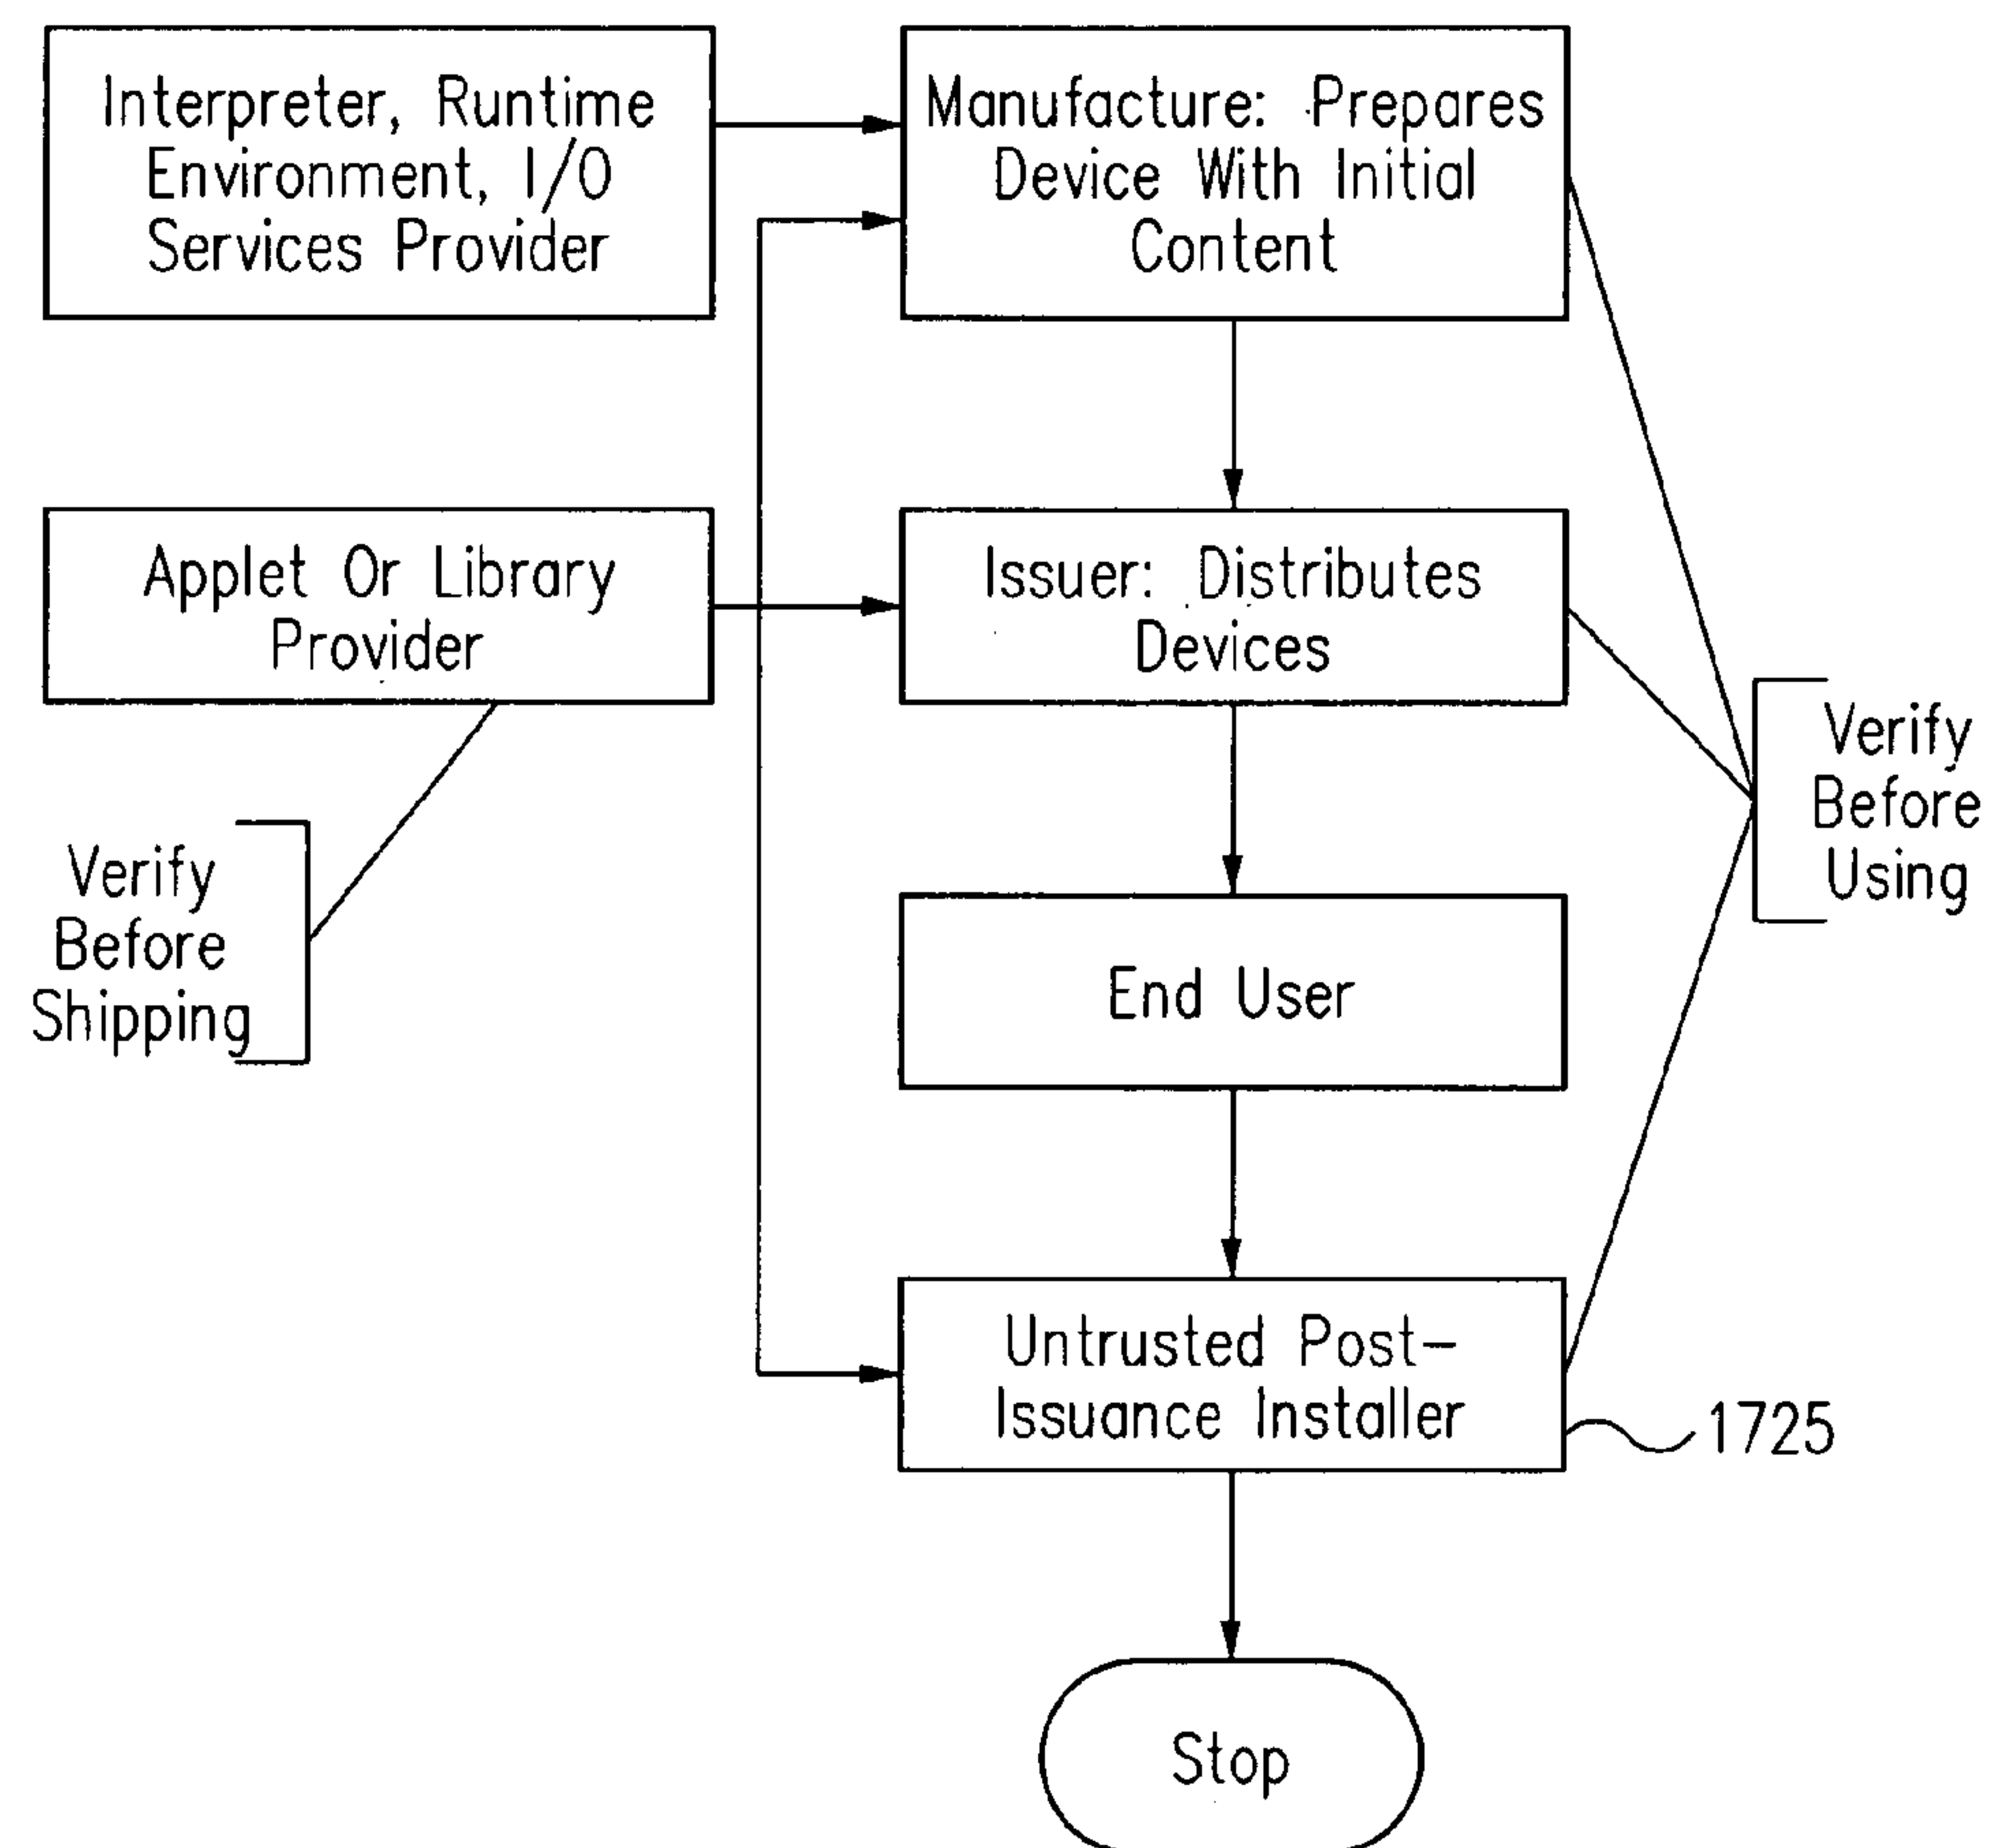 Interpreter, Runtime
Environment, I/O
Services Provider
Manufacture: Prepares
Device With Initial
Content
Applet Or Library
Provider
Issuer: Distributes
Devices
Verify
Before
Using
Verify
Before
Shipping
End User
Untrusted Post-
Issuance Installer
1725
Stop